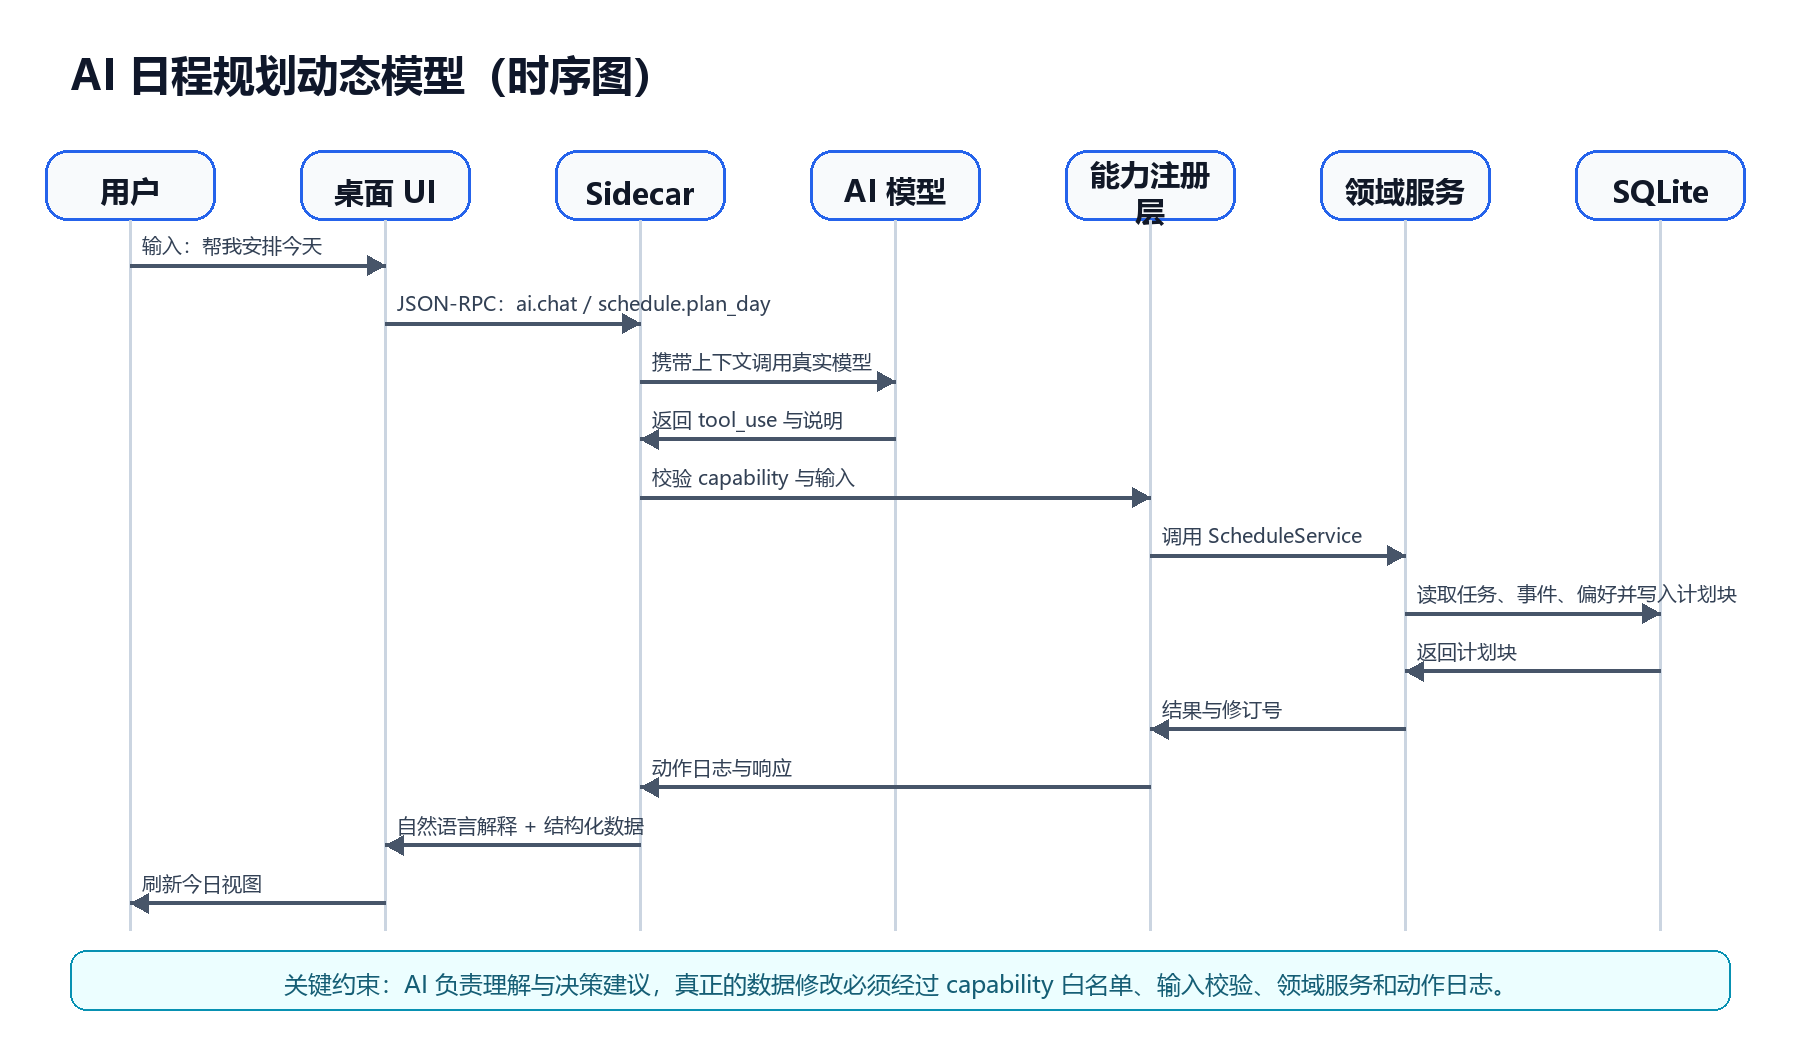 AI 日程规划动态模型（时序图）
用户
桌面 UI
Sidecar
AI 模型
能力注册
层
领域服务
SQLite
输入：帮我安排今天
JSON-RPC：ai.chat / schedule.plan_day
携带上下文调用真实模型
返回 tool_use 与说明
校验 capability 与输入
调用 ScheduleService
读取任务、事件、偏好并写入计划块
返回计划块
结果与修订号
动作日志与响应
自然语言解释 + 结构化数据
刷新今日视图
关键约束：AI 负责理解与决策建议，真正的数据修改必须经过 capability 白名单、输入校验、领域服务和动作日志。